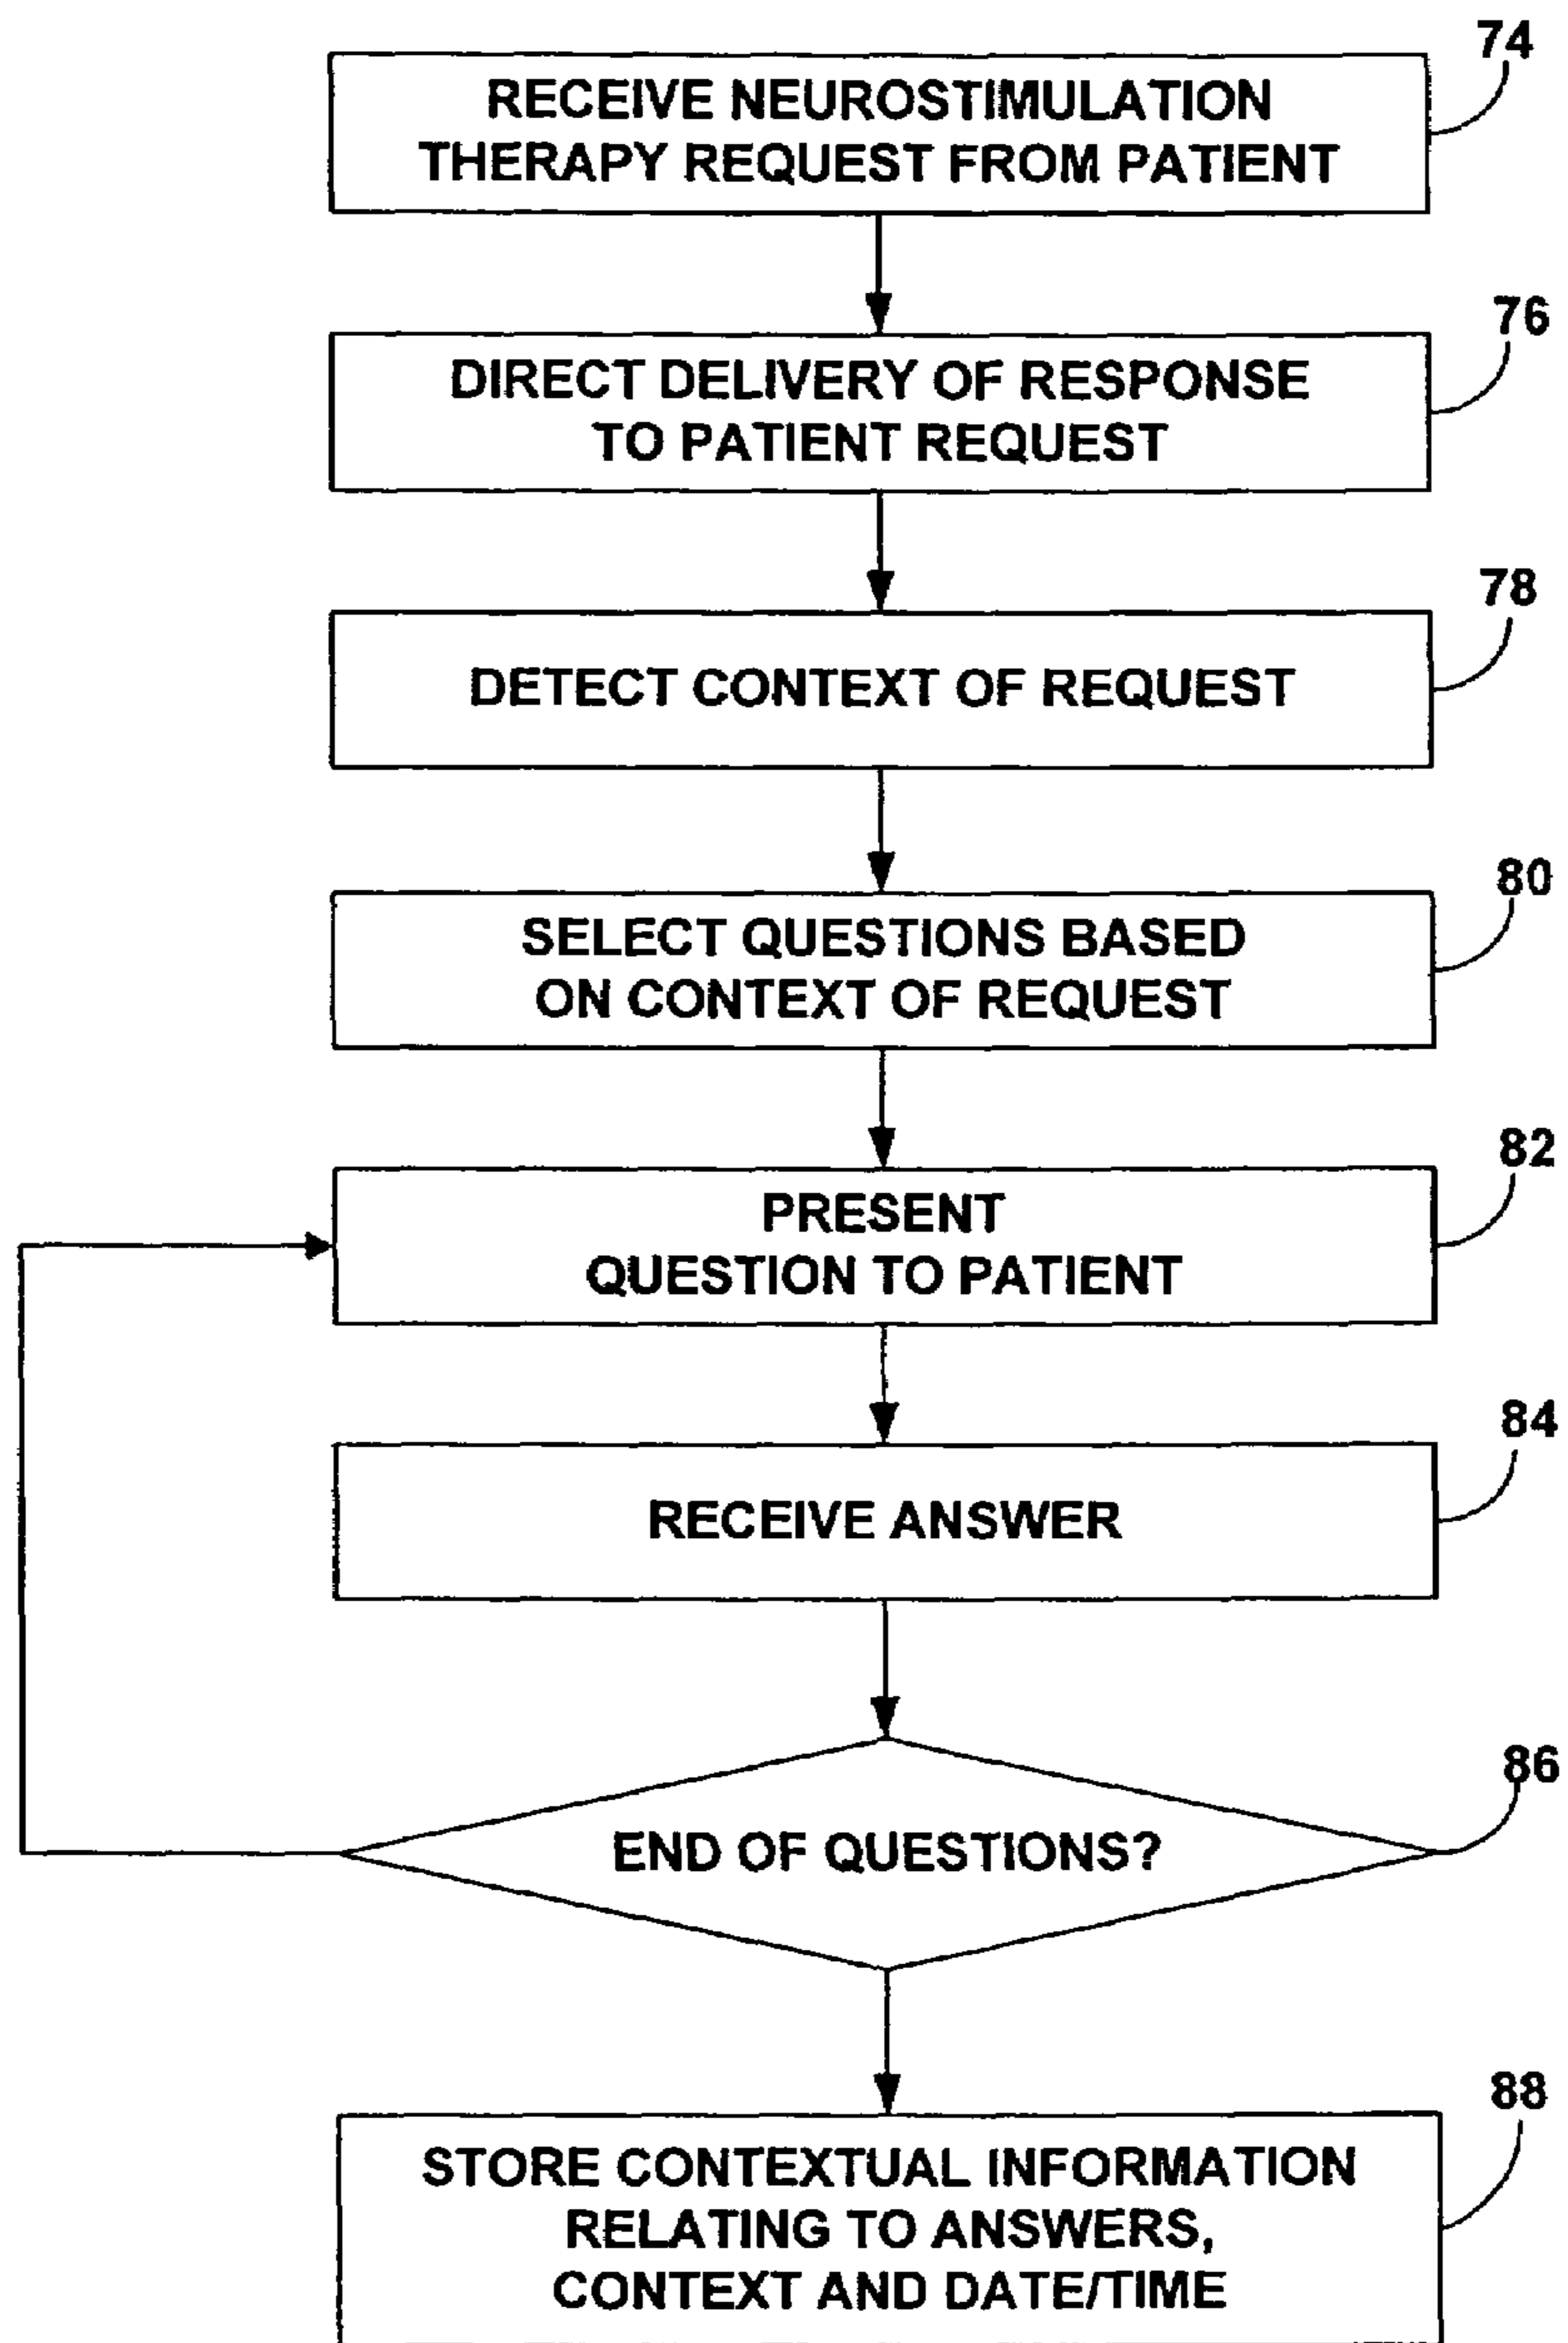 74
RECEIVE NEUROSTIMULATION
THERAPY REQUEST FROM PATIENT
76
DIRECT DELIVERY OF RESPONSE
TO PATIENT REQUEST
78
DETECT CONTEXT OF REQUEST
80
SELECT QUESTIONS BASED
ON CONTEXT OF REQUEST
82
PRESENT
QUESTION TO PATIENT
84
RECEIVE ANSWER
86
END OF QUESTIONS?
88
STORE CONTEXTUAL INFORMATION
RELATING TO ANSWERS,
CONTEXT AND DATE/TIME